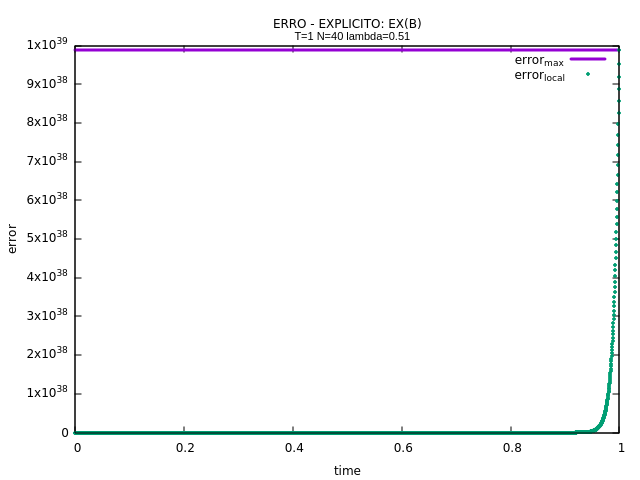 ERRO - EXPLICITO: EX(B)
T=1 N=40 lambda=0.51
1x10^39
9x10^38
8x10^38
7x10^38
6x10^38
5x10^38
4x10^38
3x10^38
2x10^38
1x10^38
0
error
error_max
error_local
0 0.2 0.4 0.6 0.8 1
time